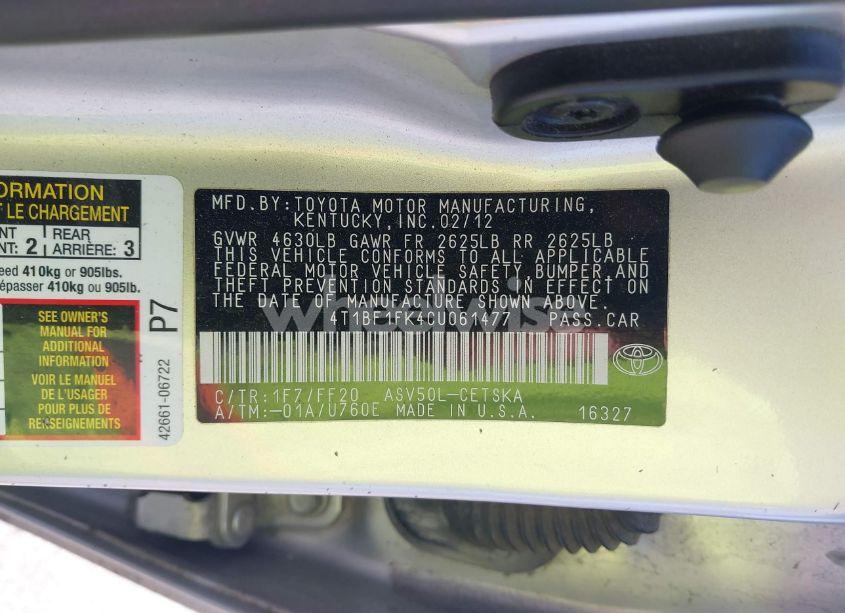 ORMATION
F LE CHARGEMENT
NT
ENT: 2
REAR
ARRIÈRE: 3
eed 410kg or 905lbs.
épasser 410kg ou 905lb.
SEE OWNER'S
MANUAL FOR
ADDITIONAL
INFORMATION
VOIR LE MANUEL
DE L'USAGER
POUR PLUS DE
RENSEIGNEMENTS
P7
42661-06722
MFD.BY:TOYOTA MOTOR MANUFACTURING,
KENTUCKY,INC.02/12
GVWR 4630LB GAWR FR 2625LB RR 2625LB
THIS VEHICLE CONFORMS TO ALL APPLICABLE
FEDERAL MOTOR VEHICLE SAFETY,BUMPER,AND
THEFT PREVENTION STANDARDS IN EFFECT ON
THE DATE OF MANUFACTURE SHOWN ABOVE.
4T1BF1FK4CU061477 PASS.CAR
C/TR:1F7/FF20 ASV50L-CETSKA
A/TM:-01A/U760E MADE IN U.S.A. 16327